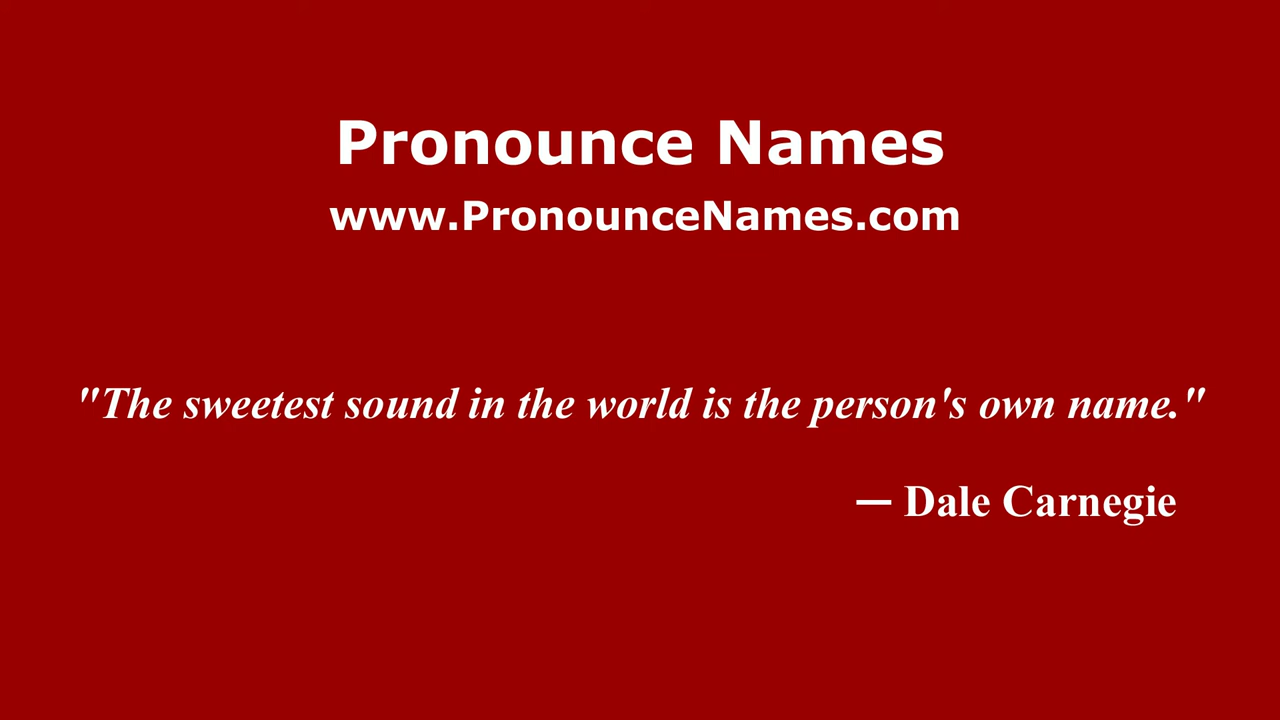 Pronounce Names
www.PronounceNames.com
"The sweetest sound in the world is the person's own name."
— Dale Carnegie